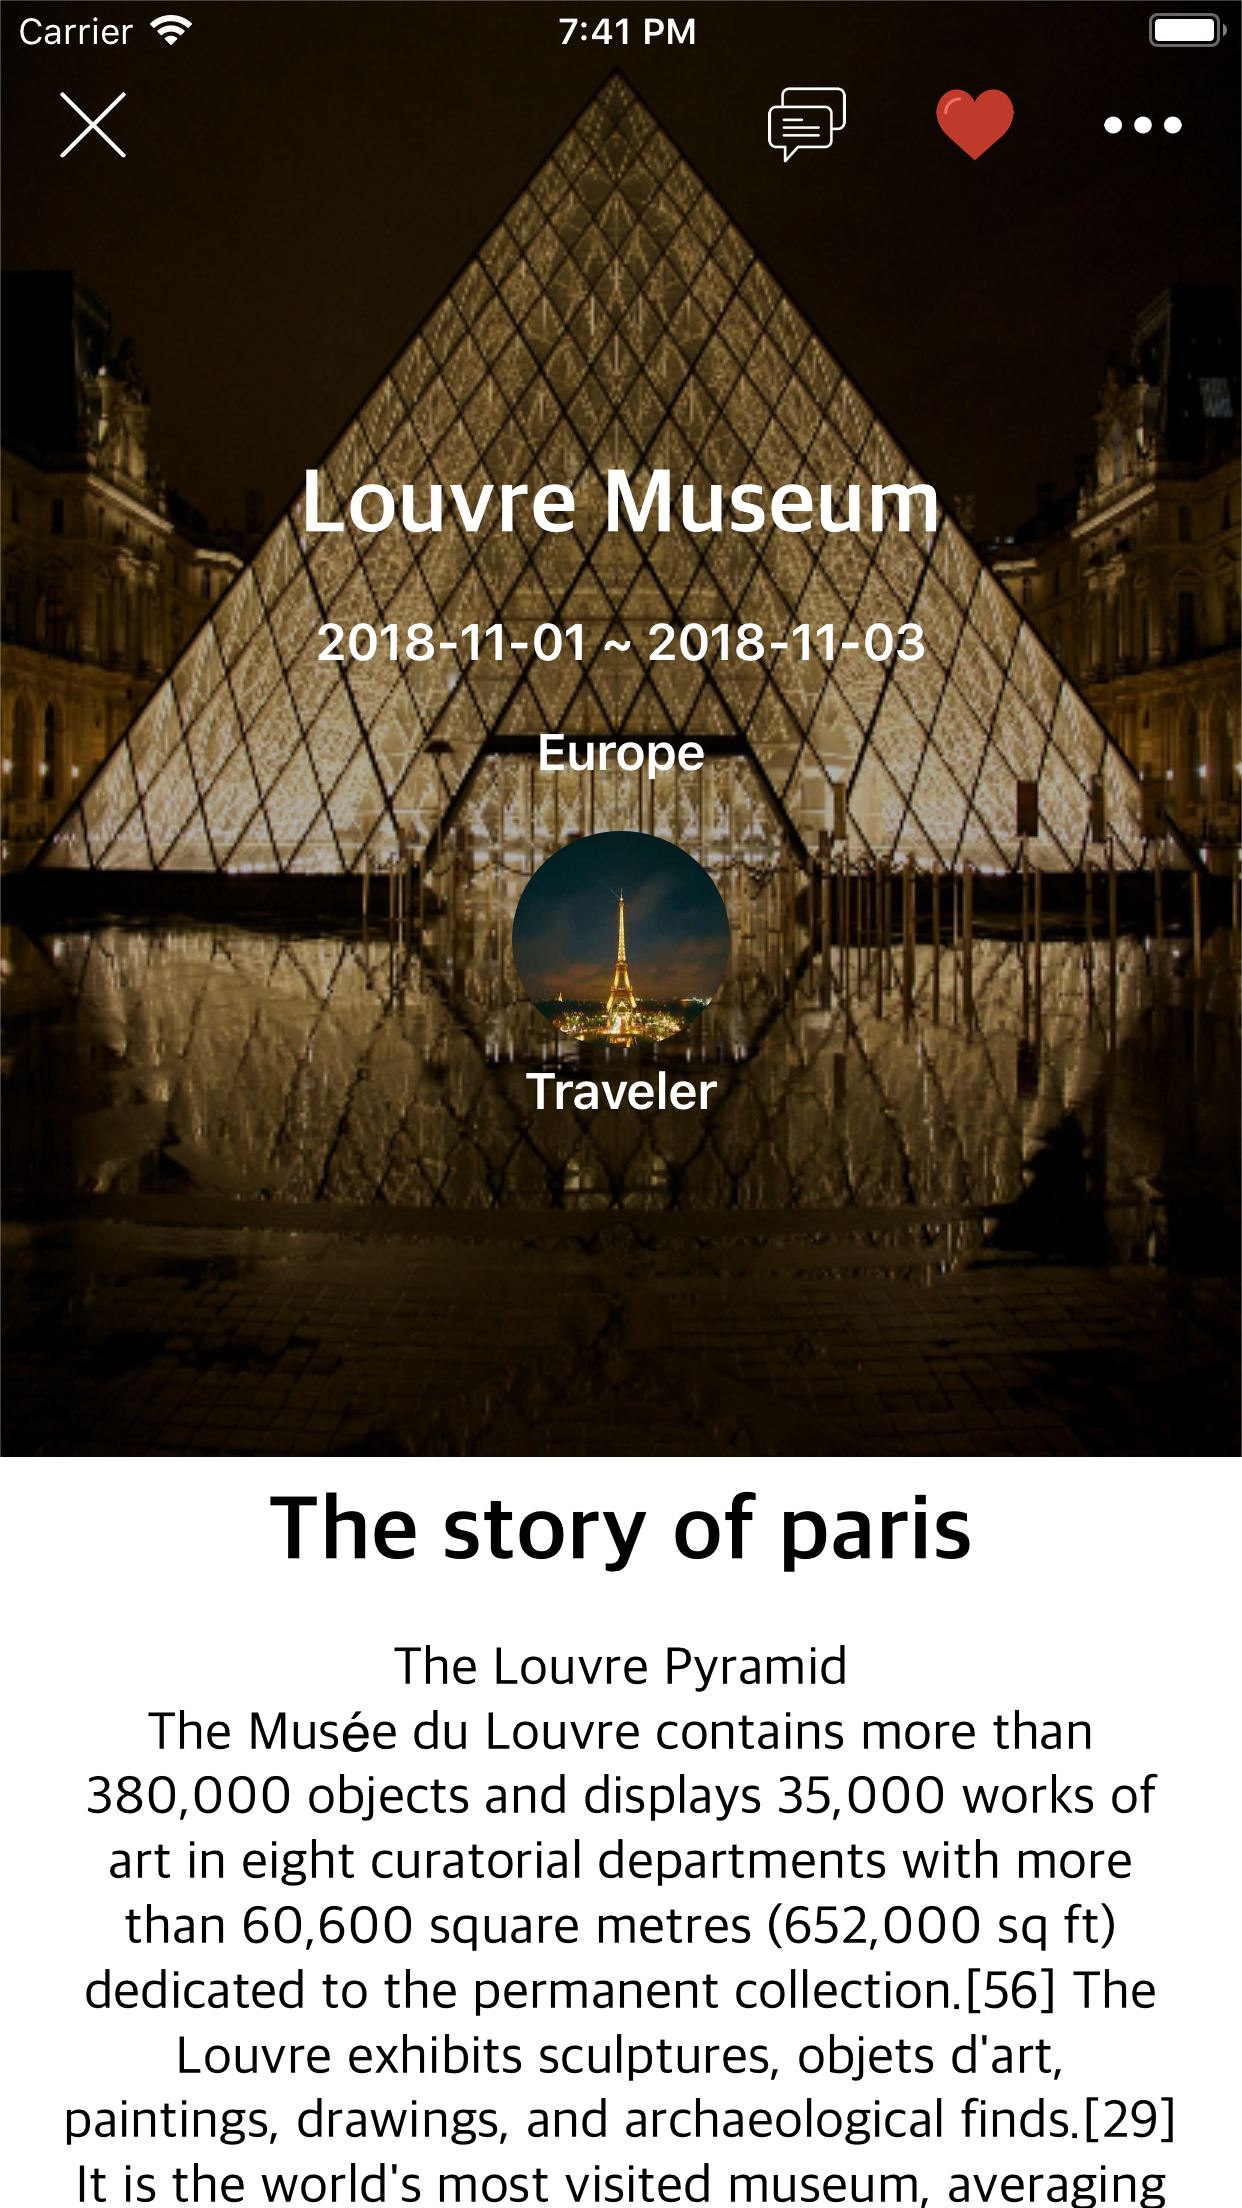 Carrier 7:41 PM
Louvre Museum
2018-11-01 ~ 2018-11-03
Europe
Traveler
The story of paris
The Louvre Pyramid
The Musée du Louvre contains more than
380,000 objects and displays 35,000 works of
art in eight curatorial departments with more
than 60,600 square metres (652,000 sq ft)
dedicated to the permanent collection.[56] The
Louvre exhibits sculptures, objets d'art,
paintings, drawings, and archaeological finds.[29]
It is the world's most visited museum, averaging